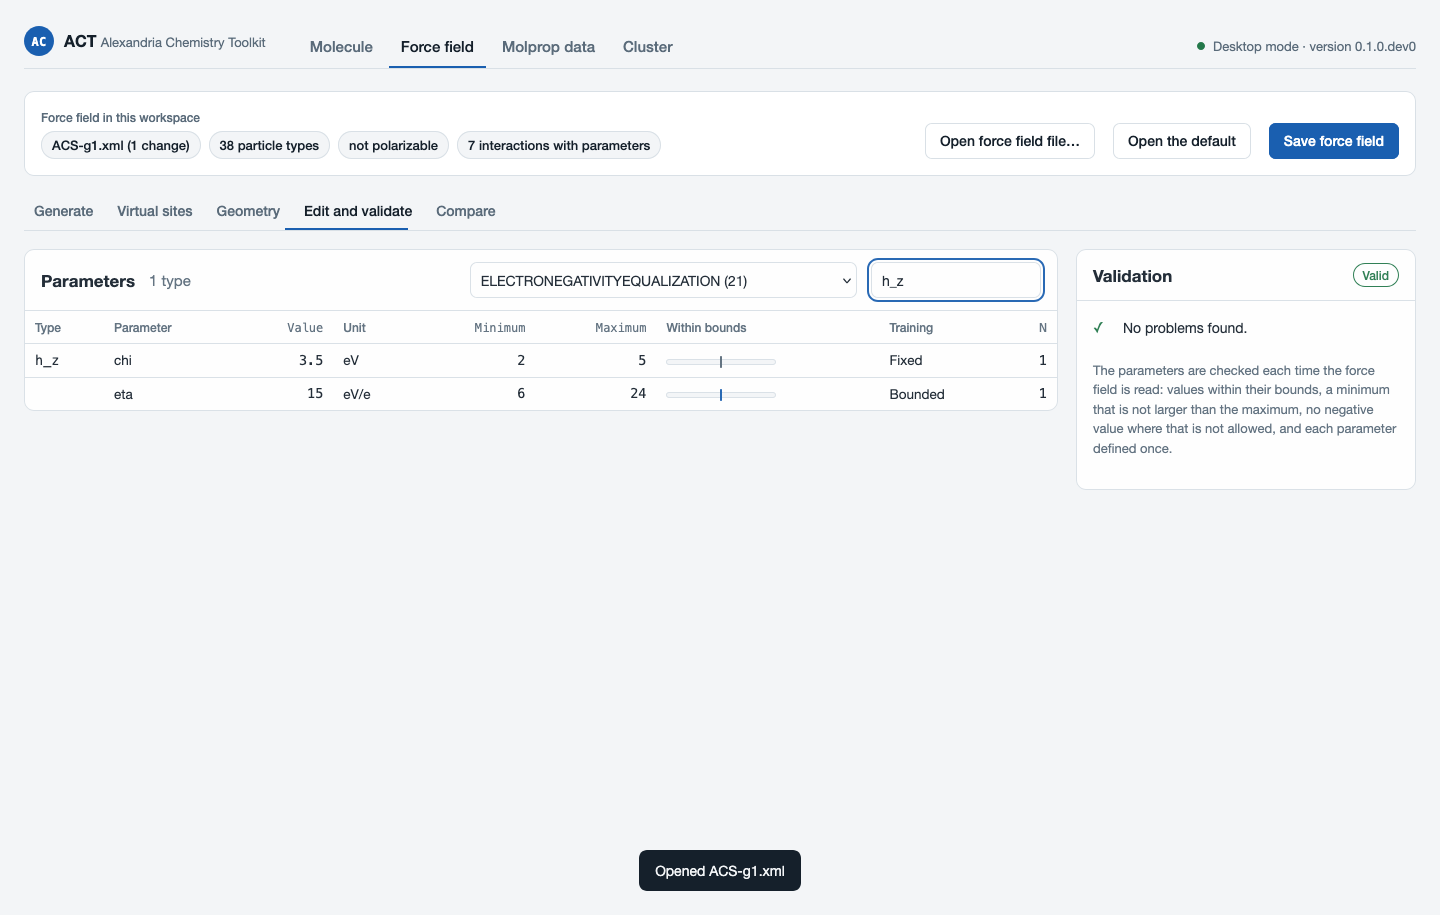 AC ACT Alexandria Chemistry Toolkit Molecule Force field Molprop data Cluster Desktop mode · version 0.1.0.dev0
Force field in this workspace
ACS-g1.xml (1 change) 38 particle types not polarizable 7 interactions with parameters Open force field file... Open the default Save force field
Generate Virtual sites Geometry Edit and validate Compare
Parameters 1 type ELECTRONEGATIVITYEQUALIZATION (21) h_z
Type Parameter Value Unit Minimum Maximum Within bounds Training N
h_z chi 3.5 eV 2 5 Fixed 1
eta 15 eV/e 6 24 Bounded 1
Validation Valid
✓ No problems found.
The parameters are checked each time the force
field is read: values within their bounds, a minimum
that is not larger than the maximum, no negative
value where that is not allowed, and each parameter
defined once.
Opened ACS-g1.xml